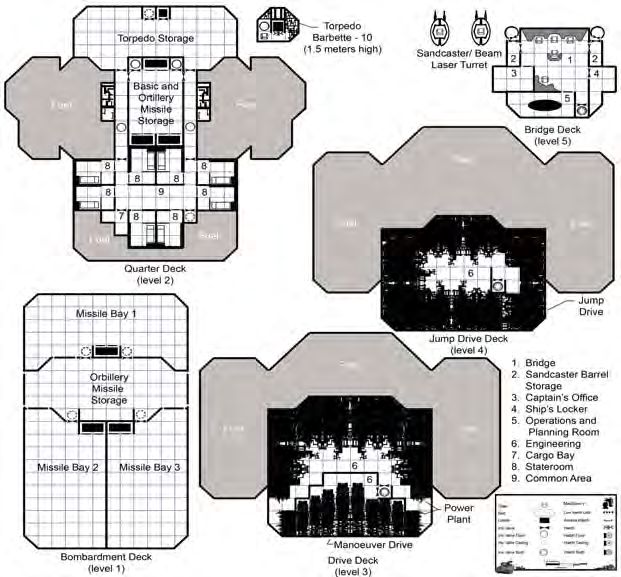 Torpedo Storage
Torpedo
Barbette - 10
(1.5 meters high)
Sandcaster/ Beam
Laser Turret
2
1
2
3
4
5
Bridge Deck
(level 5)
Basic and
Ortillery
Missile
Storage
Fuel
Fuel
8
8
8
8
8
9
8
7
8
8
Fuel
Fuel
Quarter Deck
(level 2)
Fuel
Fuel
Fuel
6
Jump
Drive
Jump Drive Deck
(level 4)
Missile Bay 1
Orbillery
Missile
Storage
Missile Bay 2
Missile Bay 3
Bombardment Deck
(level 1)
Fuel
Fuel
Fuel
6
6
Power
Plant
Manoeuver Drive
Drive Deck
(level 3)
1. Bridge
2. Sandcaster Barrel
Storage
3. Captain's Office
4. Ship's Locker
5. Operations and
Planning Room
6. Engineering
7. Cargo Bay
8. Stateroom
9. Common Area